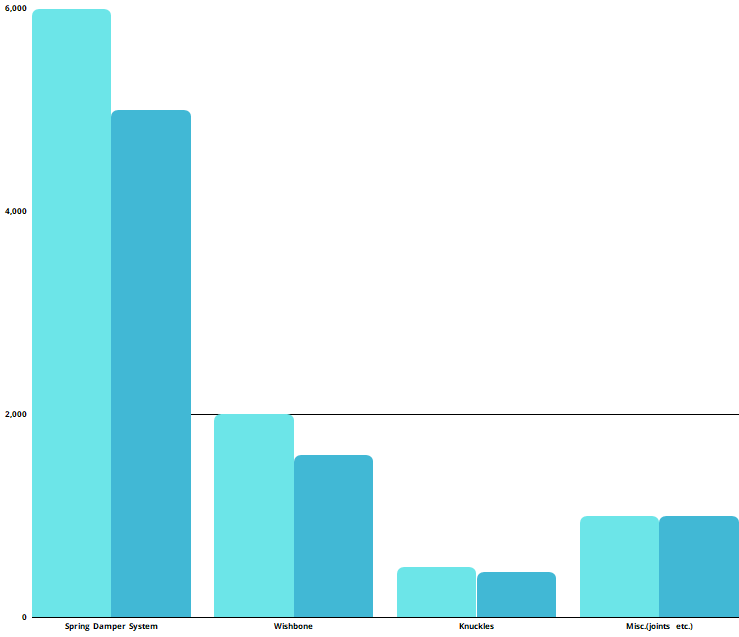 6,000
4,000
2,000
0
Spring Damper System
Wishbone
Knuckles
Misc.(joints etc.)